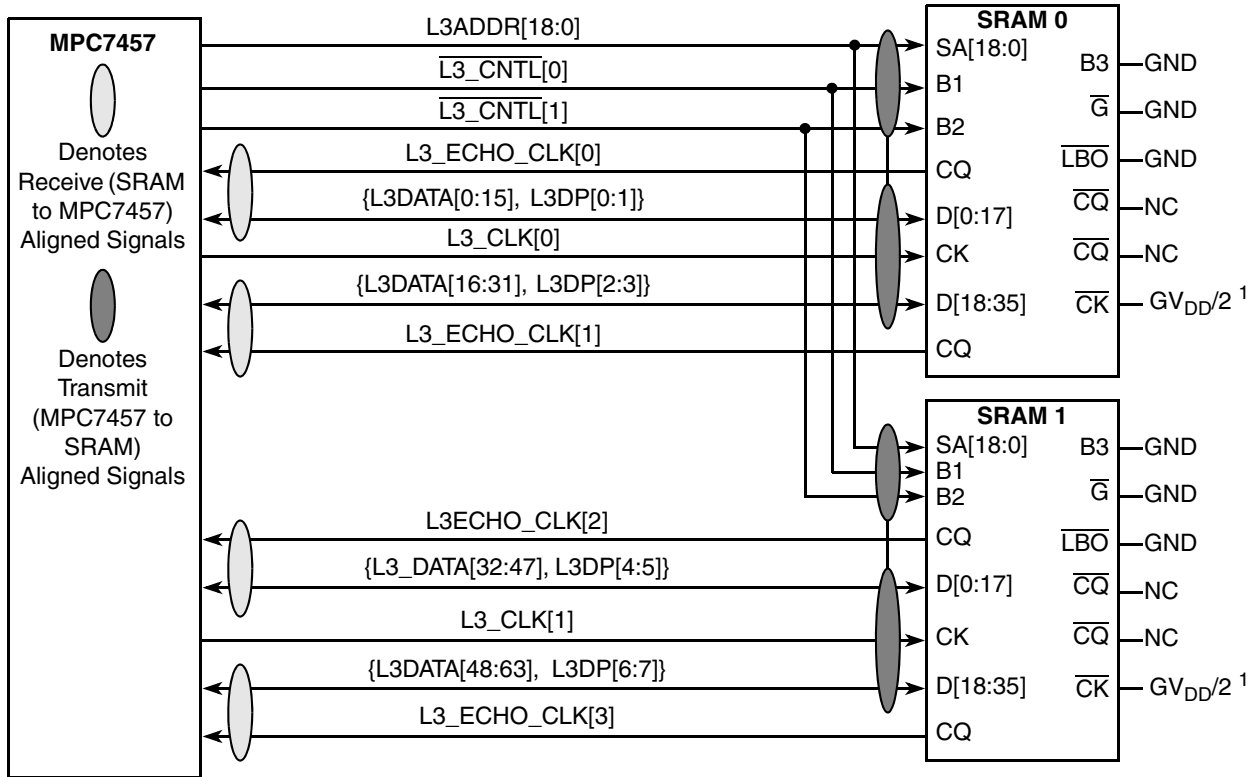 MPC7457
Denotes
Receive (SRAM
to MPC7457)
Aligned Signals
Denotes
Transmit
(MPC7457 to
SRAM)
Aligned Signals
L3ADDR[18:0]
L3_CNTL[0]
L3_CNTL[1]
L3_ECHO_CLK[0]
{L3DATA[0:15], L3DP[0:1]}
L3_CLK[0]
{L3DATA[16:31], L3DP[2:3]}
L3_ECHO_CLK[1]
SRAM 0
SA[18:0]
B1
B2
CQ
D[0:17]
CK
D[18:35]
CQ
B3 GND
G GND
LBO GND
CQ NC
CQ NC
CK GVDD/2 1
L3ECHO_CLK[2]
{L3_DATA[32:47], L3DP[4:5]}
L3_CLK[1]
{L3DATA[48:63], L3DP[6:7]}
L3_ECHO_CLK[3]
SRAM 1
SA[18:0]
B1
B2
CQ
D[0:17]
CK
D[18:35]
CQ
B3 GND
G GND
LBO GND
CQ NC
CQ NC
CK GVDD/2 1